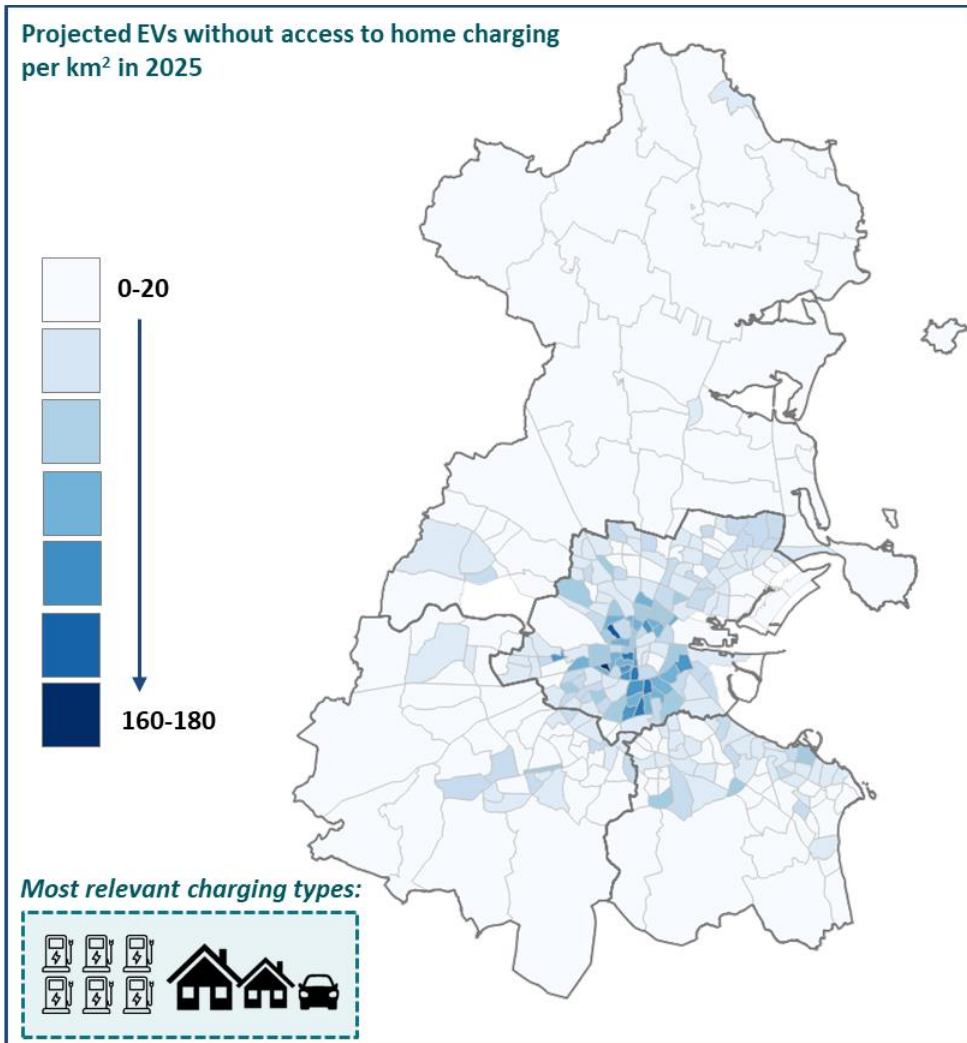 Projected EVs without access to home charging
per km² in 2025
0-20
160-180
Most relevant charging types: